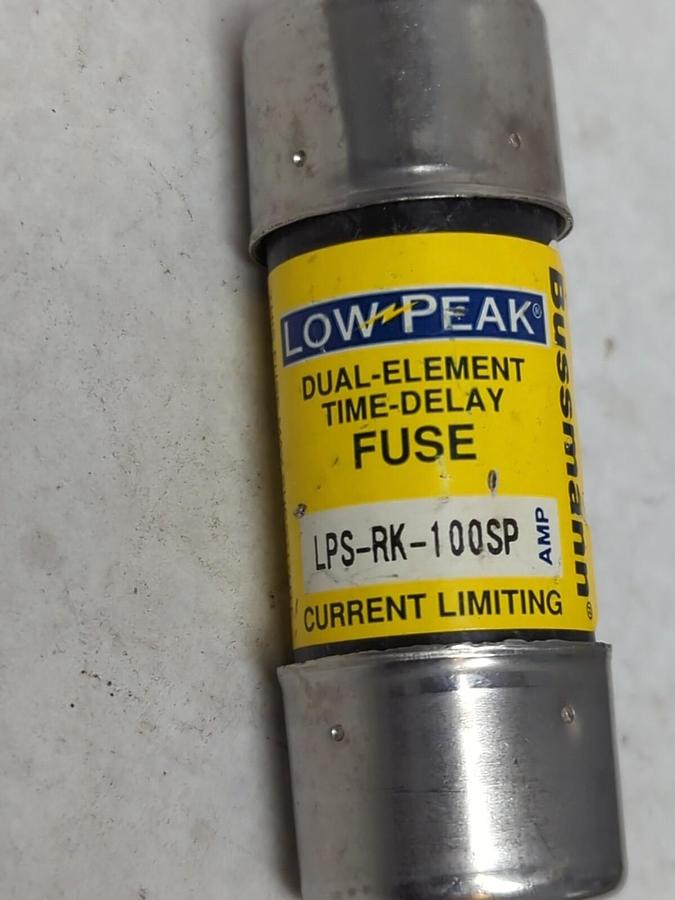 LOW-PEAK®
DUAL-ELEMENT
TIME-DELAY
FUSE
LPS-RK-100SP
AMP
CURRENT LIMITING
Bussmann®